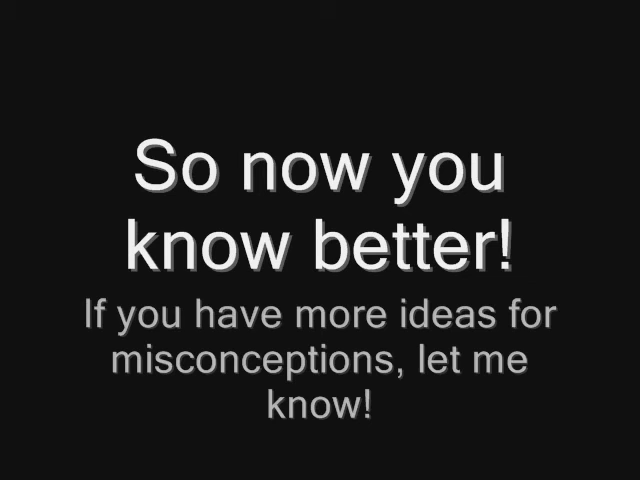 So now you
know better!
If you have more ideas for
misconceptions, let me
know!